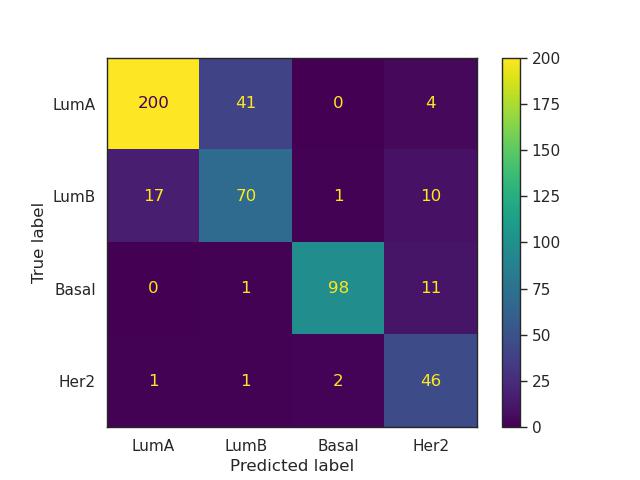 200
LumA 200 41 0 4
175
150
LumB 17 70 1 10
125
100
Basal 0 1 98 11
75
50
Her2 1 1 2 46
25
0
LumA LumB Basal Her2
Predicted label
True label